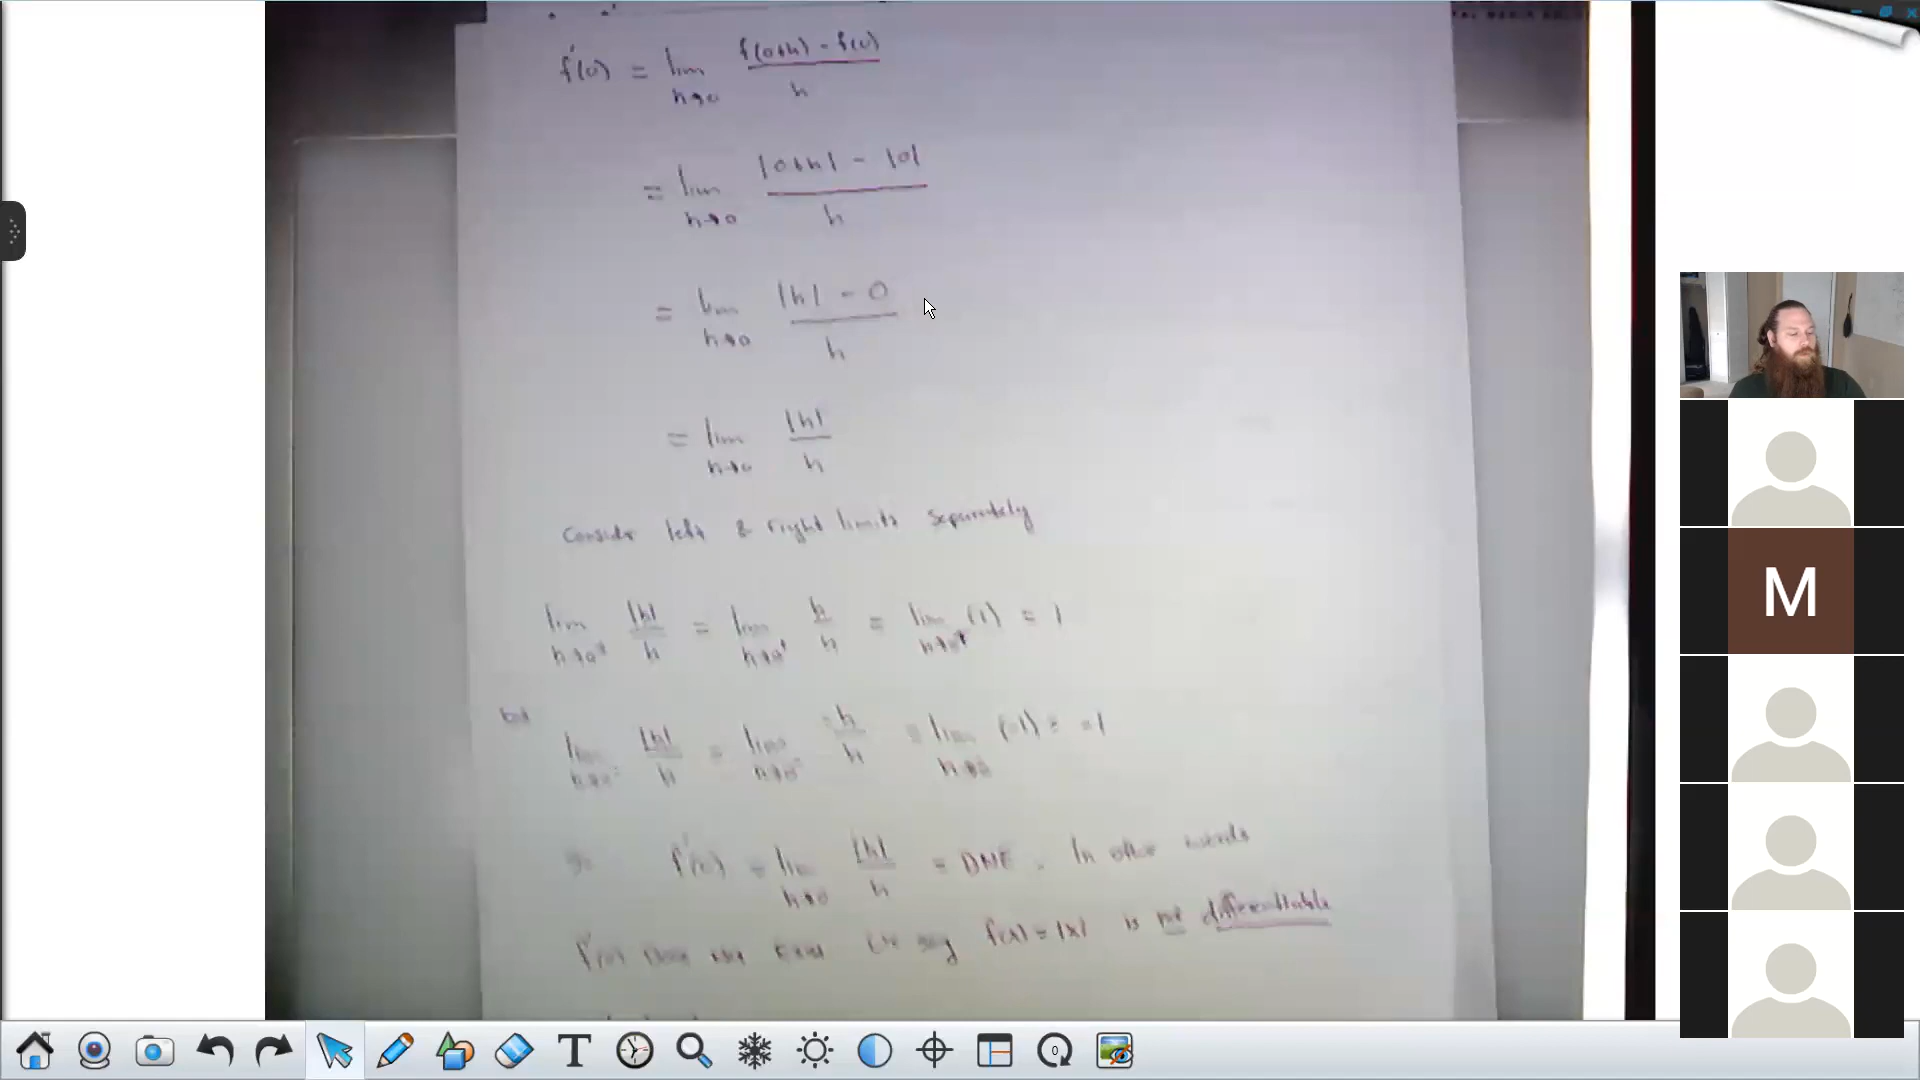 f'(0) = lim h→0 f(0+h) - f(0) / h
= lim h→0 |0+h| - |0| / h
= lim h→0 |h| - 0 / h
= lim h→0 |h| / h
Consider left & right limits separately
lim h→0⁺ |h| / h = lim h→0⁺ h / h = lim h→0⁺ (1) = 1
but
lim h→0⁻ |h| / h = lim h→0⁻ -h / h = lim h→0⁻ (-1) = -1
So f'(0) = lim h→0 |h| / h = DNE. In other words
f'(0) Does Not Exist we say f(x) = |x| is not differentiable
M
T
0